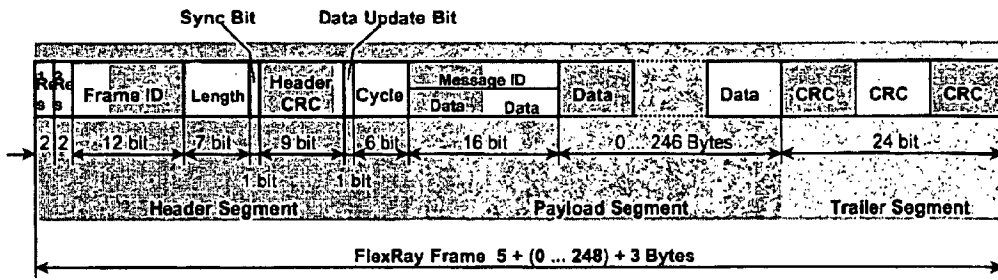 Sync Bit Data Update Bit
Res Res Frame ID Length Header CRC Cycle Message ID Data Data Data Data CRC CRC CRC
2 2 12 bit 7 bit 9 bit 6 bit 16 bit 0 ... 246 Bytes 24 bit
1 bit 1 bit
Header Segment Payload Segment Trailer Segment
FlexRay Frame 5 + (0 ... 248) + 3 Bytes